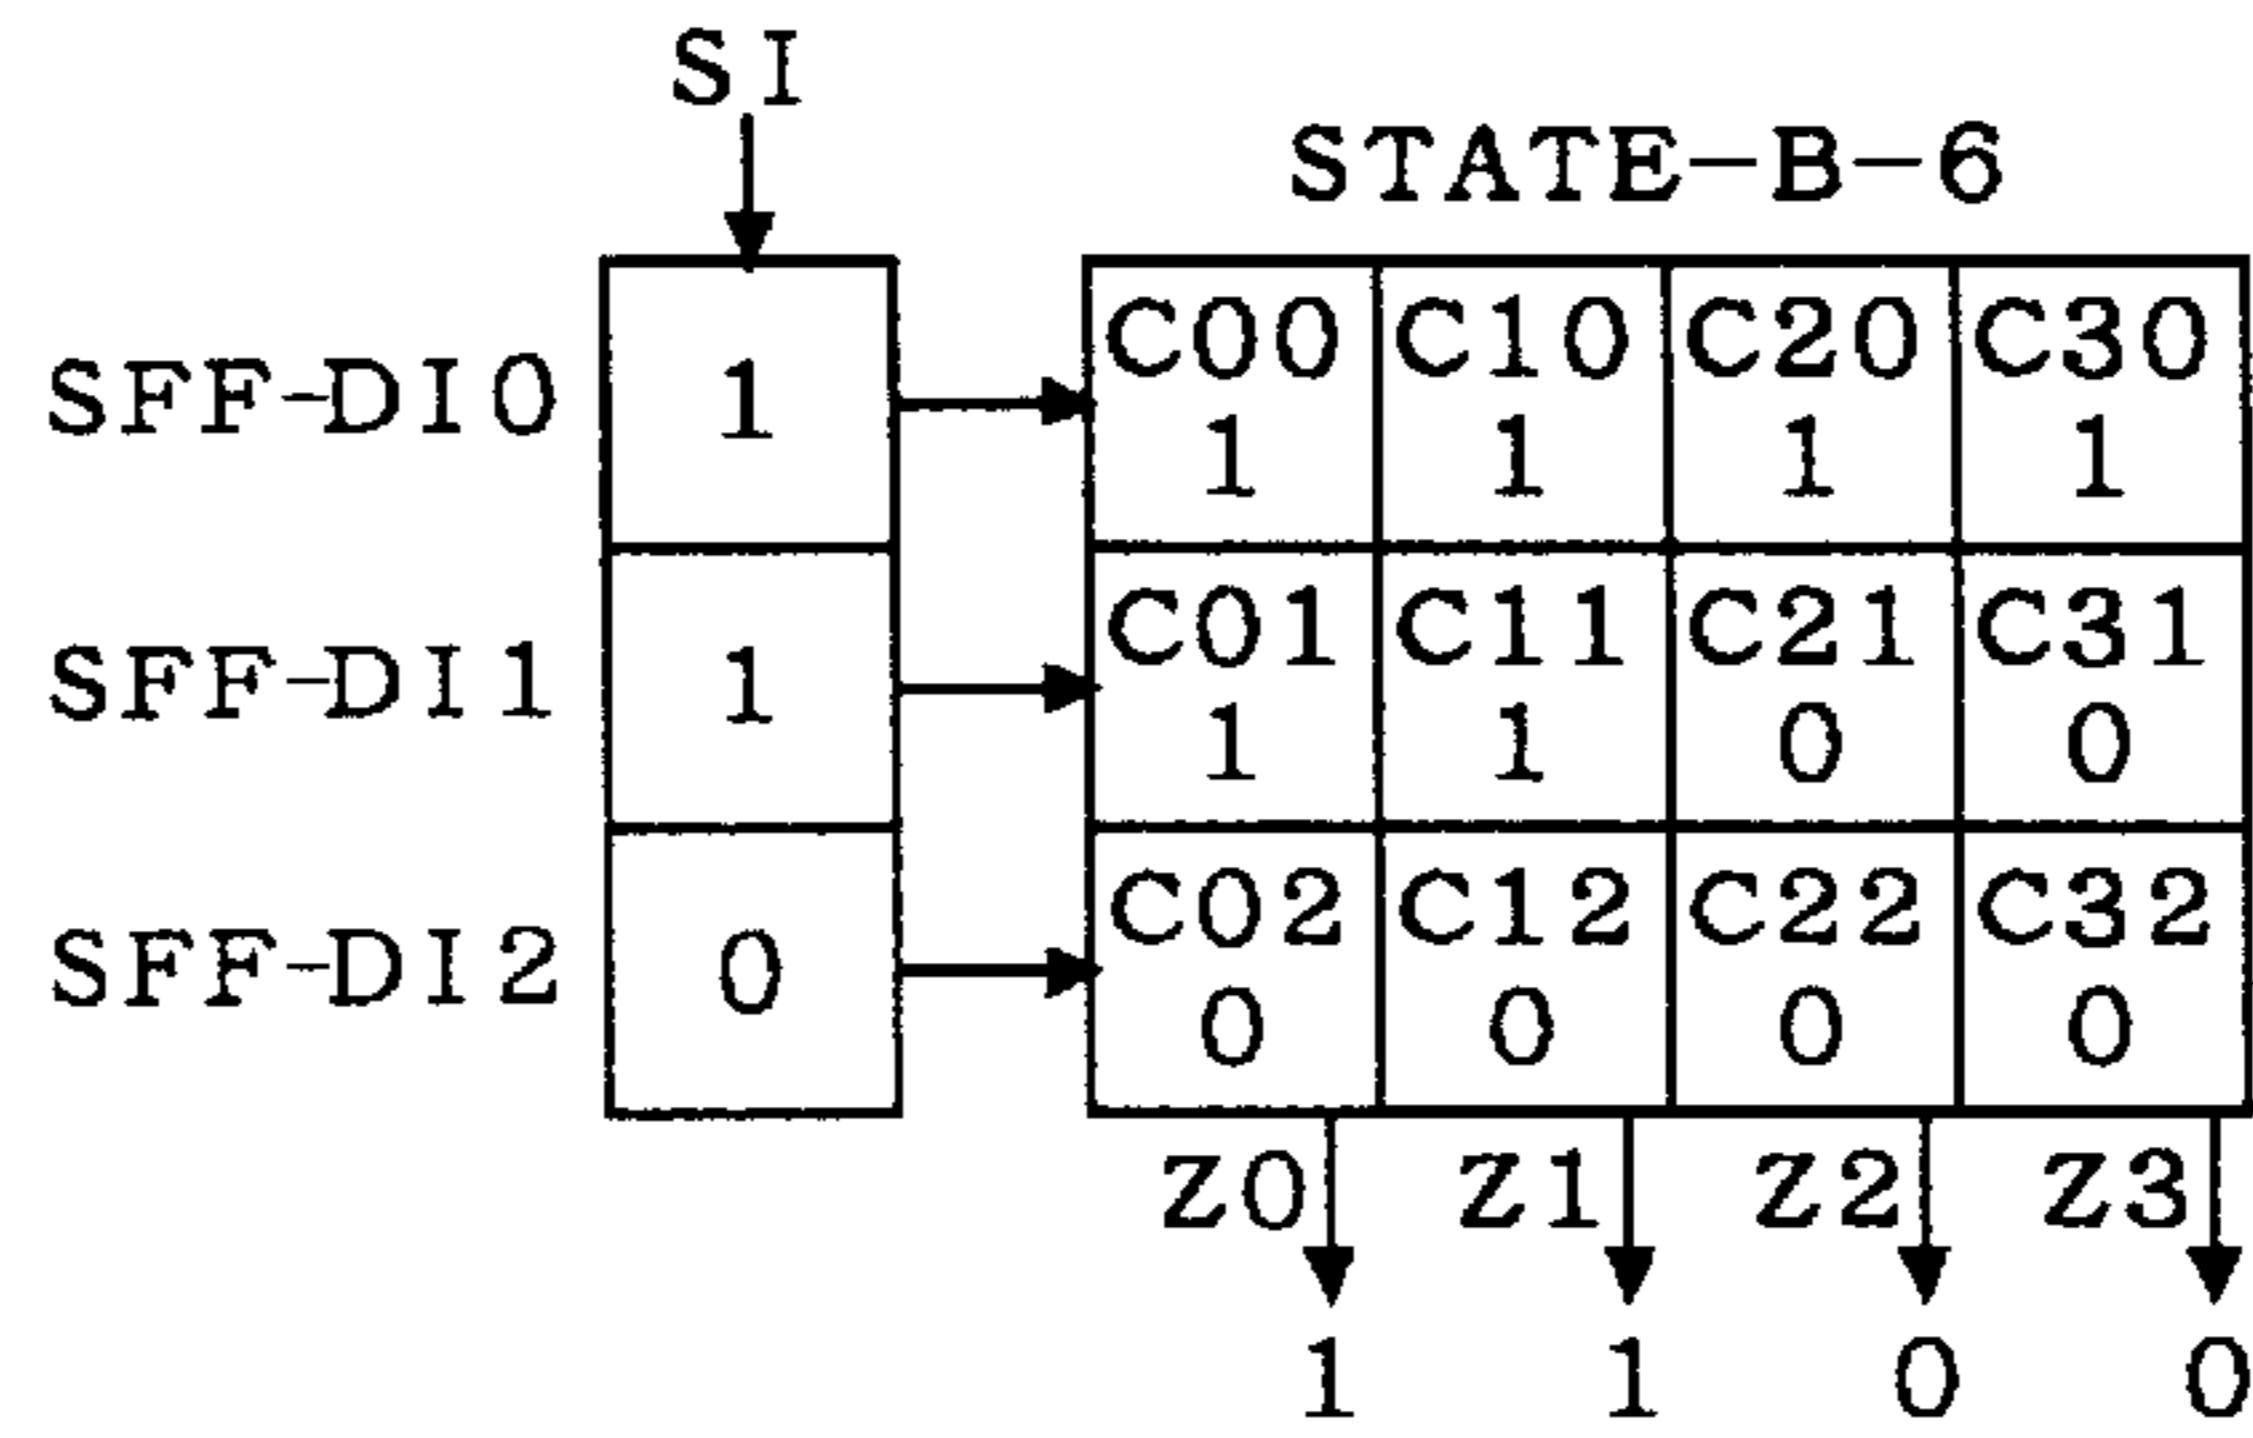 SI
STATE-B-6
C00 C10 C20 C30
SFF-DI0 1 1 1 1 1
C01 C11 C21 C31
SFF-DI1 1 1 1 0 0
C02 C12 C22 C32
SFF-DI2 0 0 0 0 0
Z0 Z1 Z2 Z3
1 1 0 0